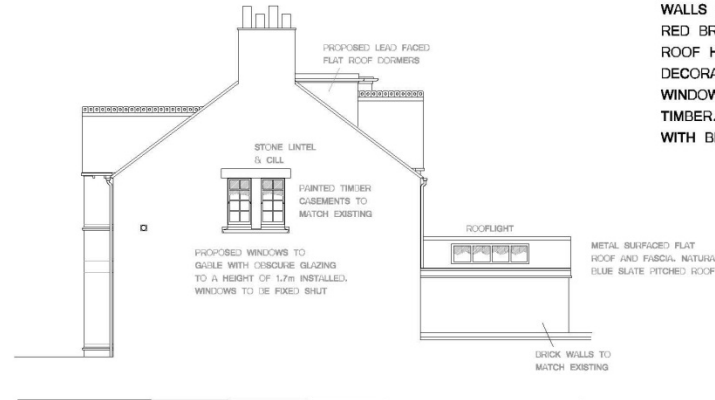 WALLS
RED BR
ROOF H
DECORA
WINDOW
TIMBER.
WITH B
PROPOSED LEAD FACED
FLAT ROOF DORMERS
STONE LINTEL
& CILL
PAINTED TIMBER
CASEMENTS TO
MATCH EXISTING
PROPOSED WINDOWS TO
GABLE WITH OBSCURE GLAZING
TO A HEIGHT OF 1.7m INSTALLED.
WINDOWS TO BE FIXED SHUT
ROOFLIGHT
METAL SURFACED FLAT
ROOF AND FASCIA. NATURA
BLUE SLATE PITCHED ROOF
BRICK WALLS TO
MATCH EXISTING